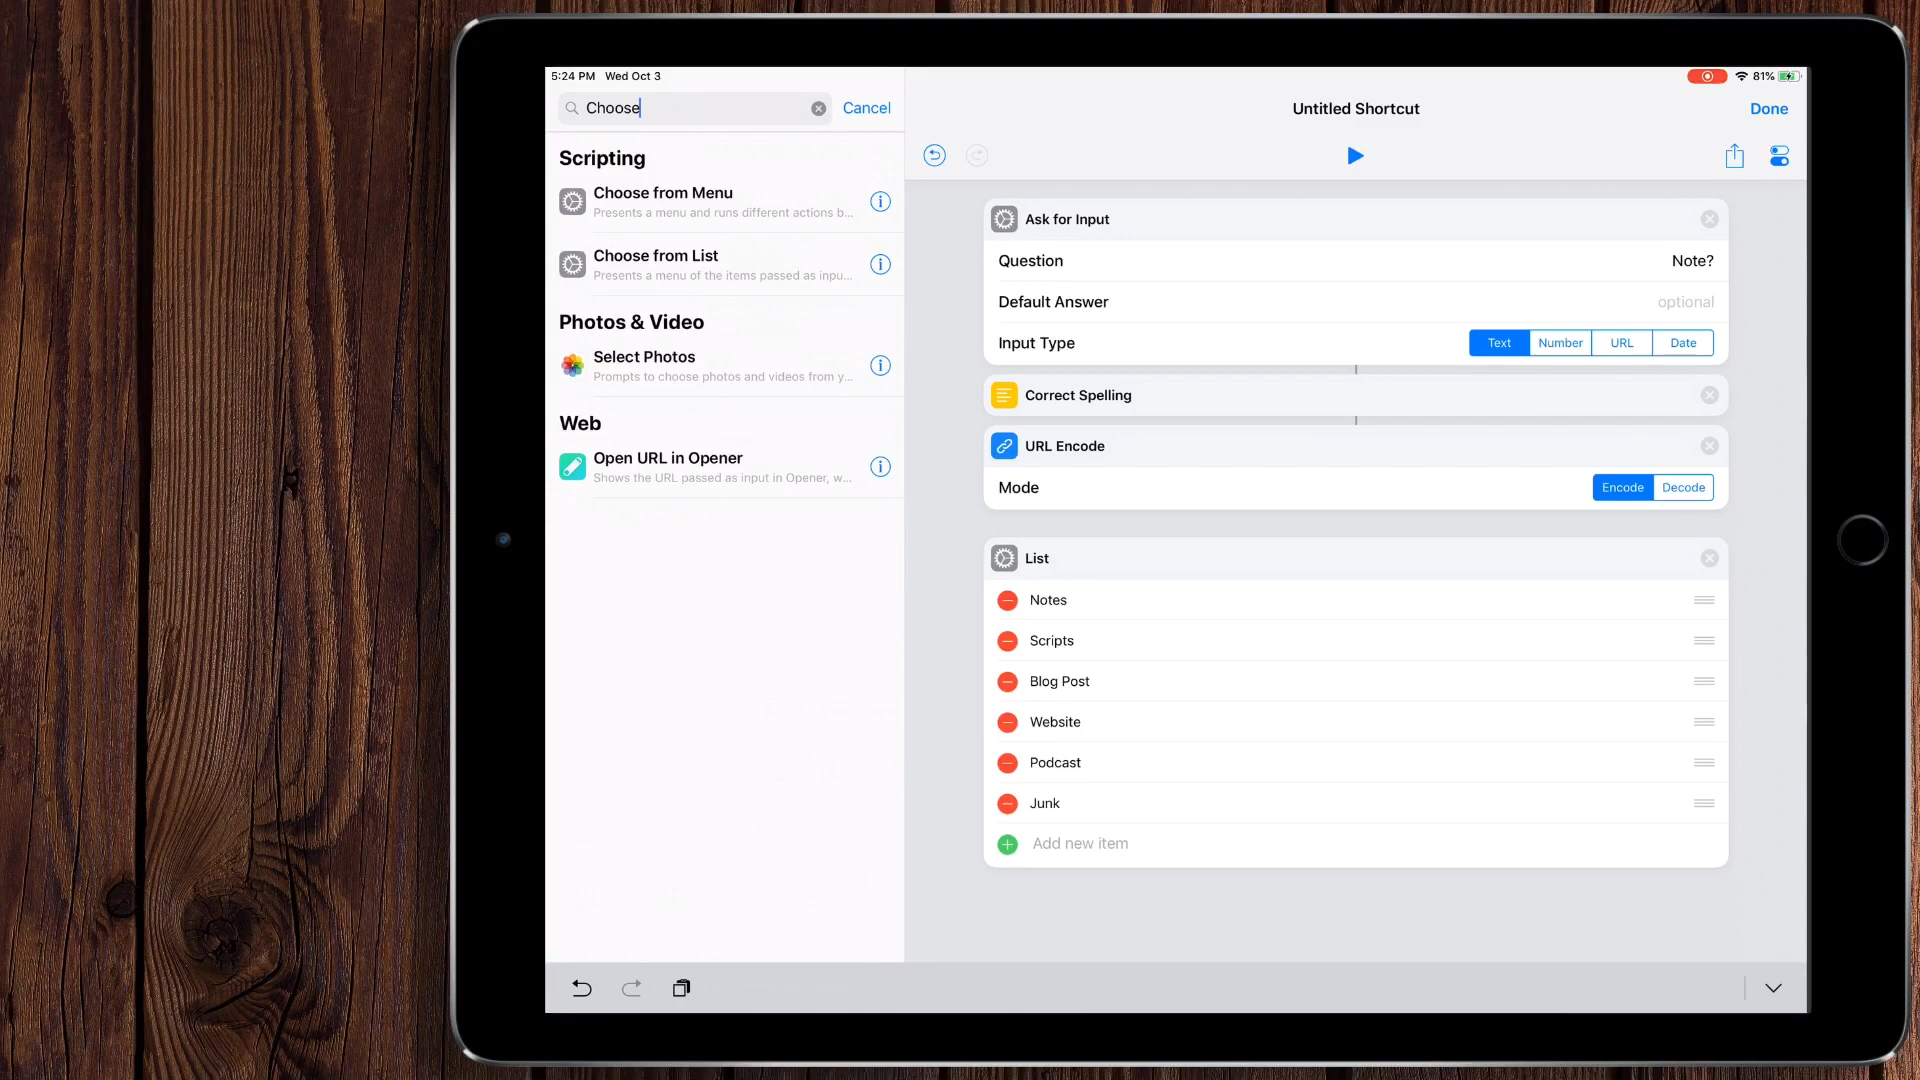 5:24 PM Wed Oct 3
81%
Choose
Cancel
Untitled Shortcut
Done
Scripting
Choose from Menu
Presents a menu and runs different actions b...
Choose from List
Presents a menu of the items passed as inpu...
Photos & Video
Select Photos
Prompts to choose photos and videos from y...
Web
Open URL in Opener
Shows the URL passed as input in Opener, w...
Ask for Input
Question
Note?
Default Answer
optional
Input Type
Text Number URL Date
Correct Spelling
URL Encode
Mode
Encode Decode
List
Notes
Scripts
Blog Post
Website
Podcast
Junk
Add new item